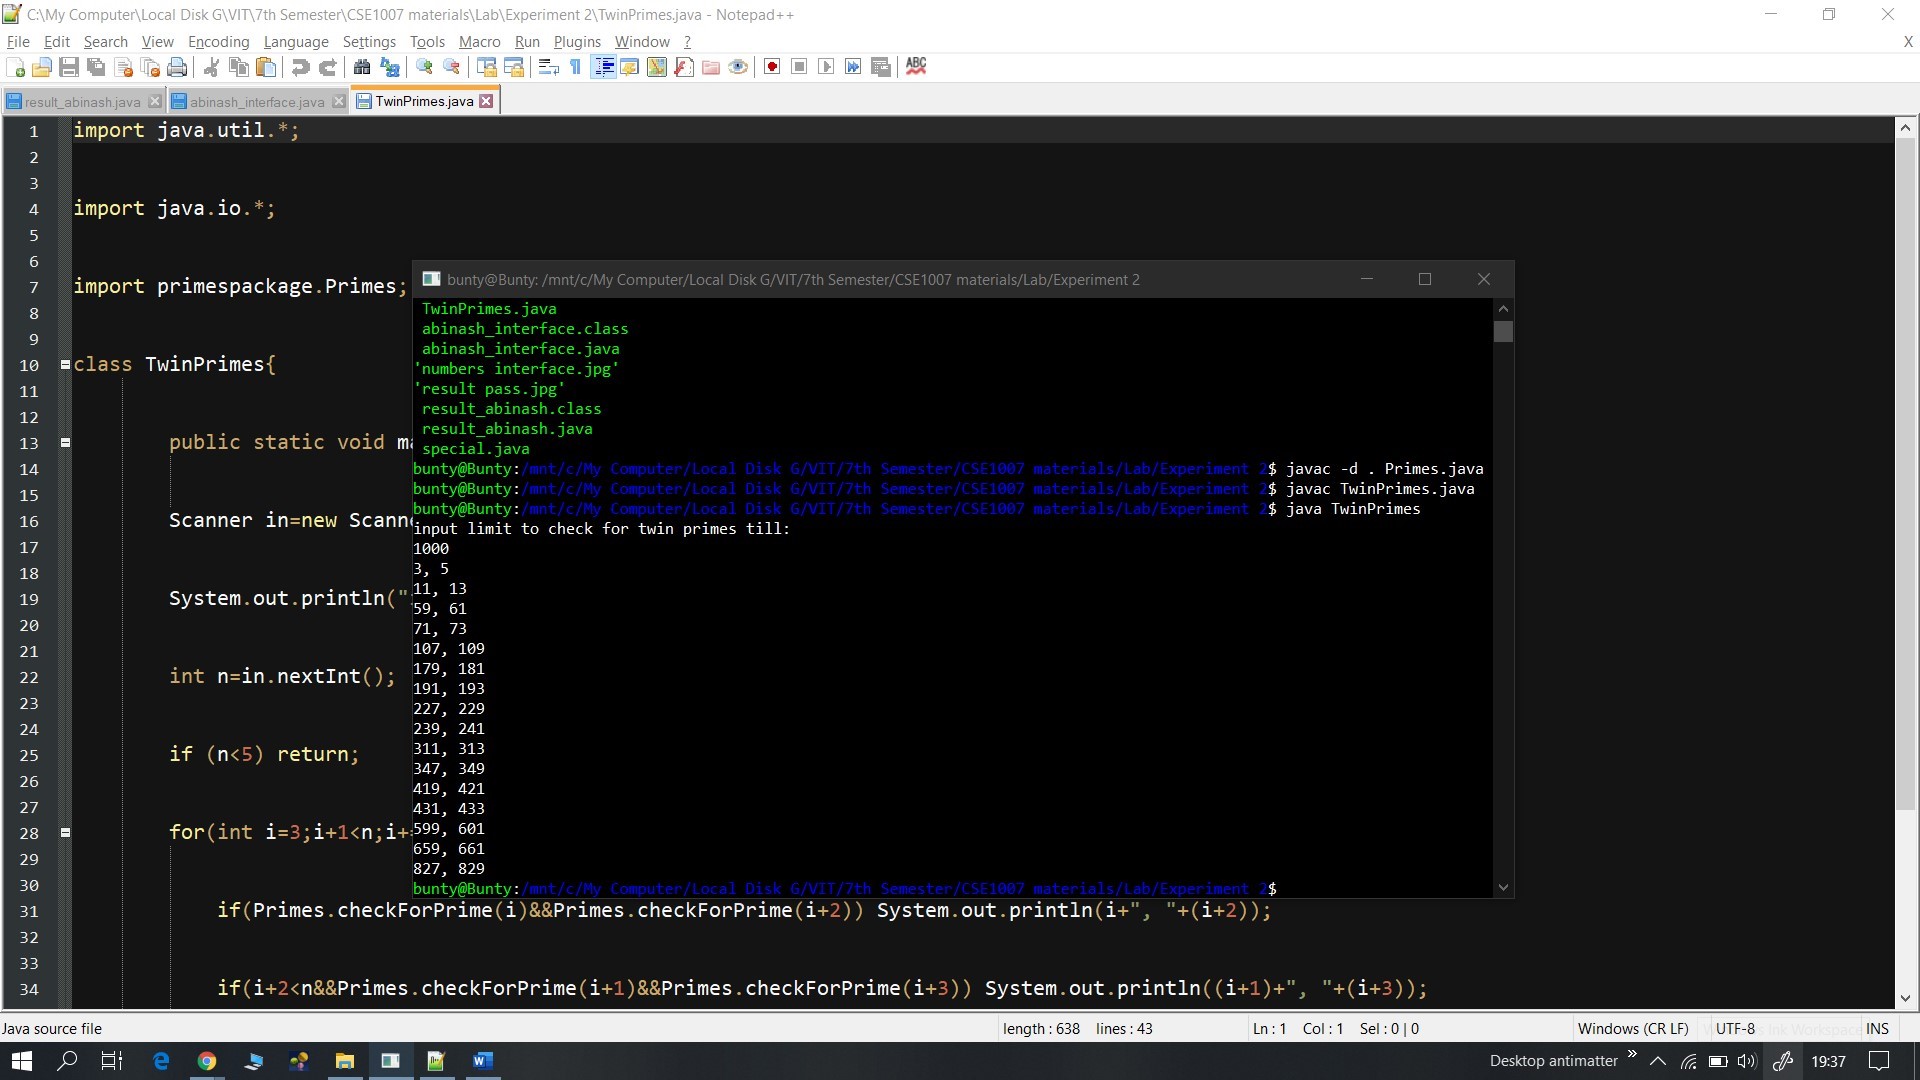 C:\My Computer\Local Disk G\VIT\7th Semester\CSE1007 materials\Lab\Experiment 2\TwinPrimes.java - Notepad++
File Edit Search View Encoding Language Settings Tools Macro Run Plugins Window ? X
ABC
result_abinash.java abinash_interface.java TwinPrimes.java
1 import java.util.*;
2
3
4 import java.io.*;
5
6
7 import primespackage.Primes;
8
9
10 class TwinPrimes{
11
12
13 public static void ma
14
15
16 Scanner in=new Scann
17
18
19 System.out.println("
20
21
22 int n=in.nextInt();
23
24
25 if (n<5) return;
26
27
28 for(int i=3;i+1<n;i+
29
30
31 if(Primes.checkForPrime(i)&&Primes.checkForPrime(i+2)) System.out.println(i+", "+(i+2));
32
33
34 if(i+2<n&&Primes.checkForPrime(i+1)&&Primes.checkForPrime(i+3)) System.out.println((i+1)+", "+(i+3));
bunty@Bunty: /mnt/c/My Computer/Local Disk G/VIT/7th Semester/CSE1007 materials/Lab/Experiment 2
TwinPrimes.java
abinash_interface.class
abinash_interface.java
'numbers interface.jpg'
'result pass.jpg'
result_abinash.class
result_abinash.java
special.java
bunty@Bunty:/mnt/c/My Computer/Local Disk G/VIT/7th Semester/CSE1007 materials/Lab/Experiment 2$ javac -d . Primes.java
bunty@Bunty:/mnt/c/My Computer/Local Disk G/VIT/7th Semester/CSE1007 materials/Lab/Experiment 2$ javac TwinPrimes.java
bunty@Bunty:/mnt/c/My Computer/Local Disk G/VIT/7th Semester/CSE1007 materials/Lab/Experiment 2$ java TwinPrimes
input limit to check for twin primes till:
1000
3, 5
11, 13
59, 61
71, 73
107, 109
179, 181
191, 193
227, 229
239, 241
311, 313
347, 349
419, 421
431, 433
599, 601
659, 661
827, 829
bunty@Bunty:/mnt/c/My Computer/Local Disk G/VIT/7th Semester/CSE1007 materials/Lab/Experiment 2$
Java source file length : 638 lines : 43 Ln : 1 Col : 1 Sel : 0 | 0 Windows (CR LF) UTF-8 INS
Desktop antimatter 19:37